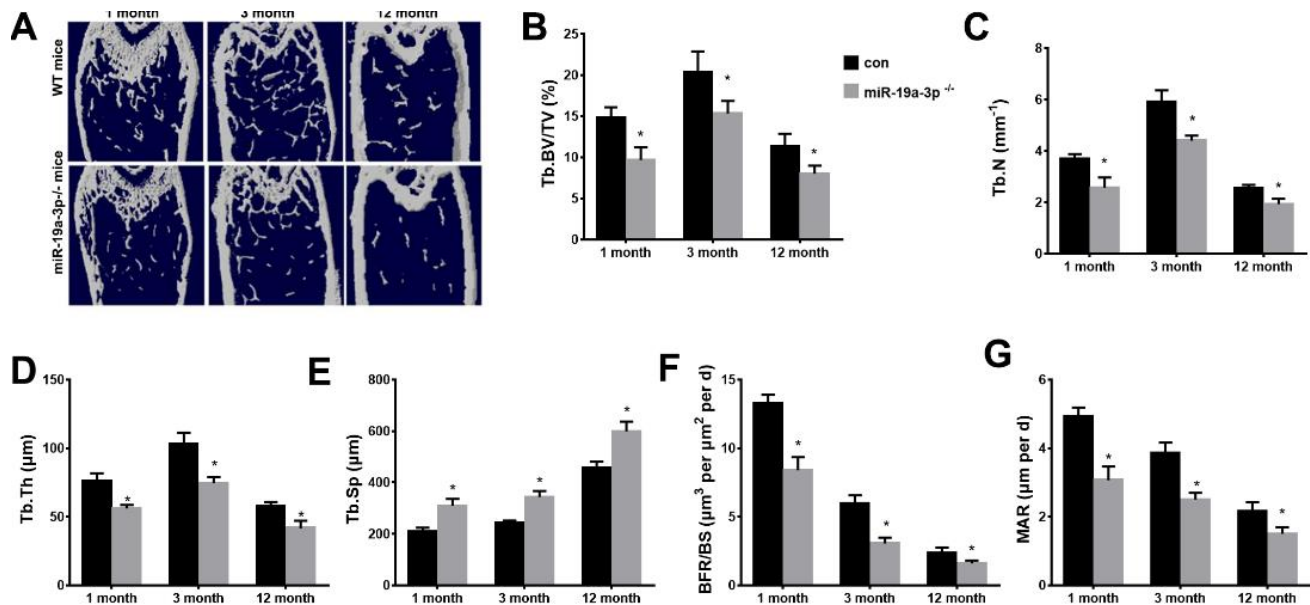 A
1 month 3 month 12 month
WT mice
miR-19a-3p-/- mice
B
Tb.BV/TV (%)
25
20
15
10
5
0
* * *
1 month 3 month 12 month
con
miR-19a-3p -/-
C
Tb.N (mm-1)
8
6
4
2
0
* * *
1 month 3 month 12 month
D
Tb.Th (µm)
150
100
50
0
* * *
1 month 3 month 12 month
E
Tb.Sp (µm)
800
600
400
200
0
* * *
1 month 3 month 12 month
F
BFR/BS (µm3 per µm2 per d)
15
10
5
0
* * *
1 month 3 month 12 month
G
MAR (µm per d)
6
4
2
0
* * *
1 month 3 month 12 month